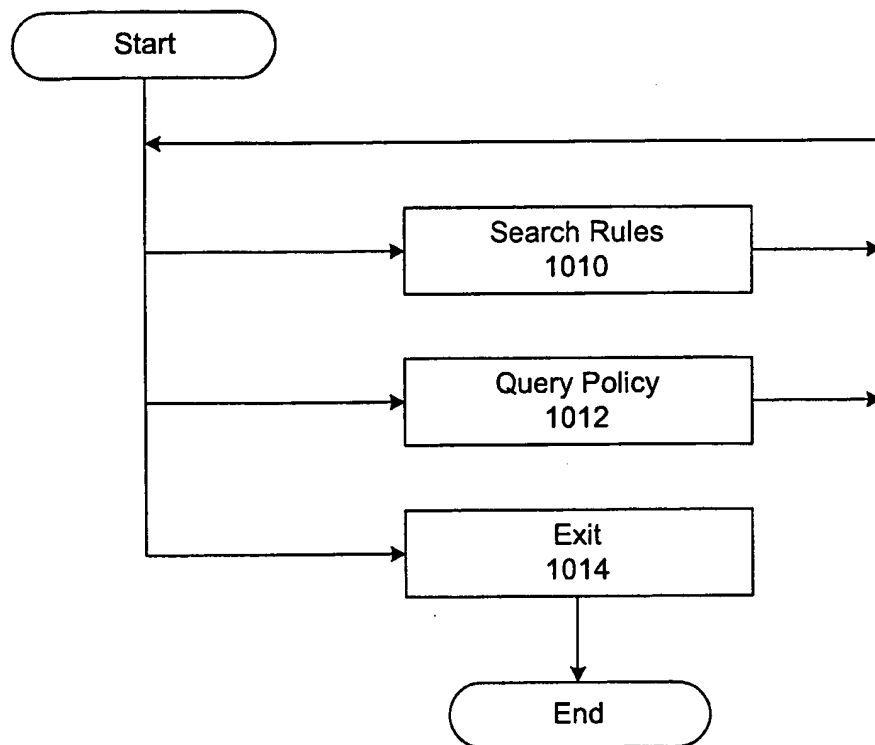 Start
Search Rules
1010
Query Policy
1012
Exit
1014
End